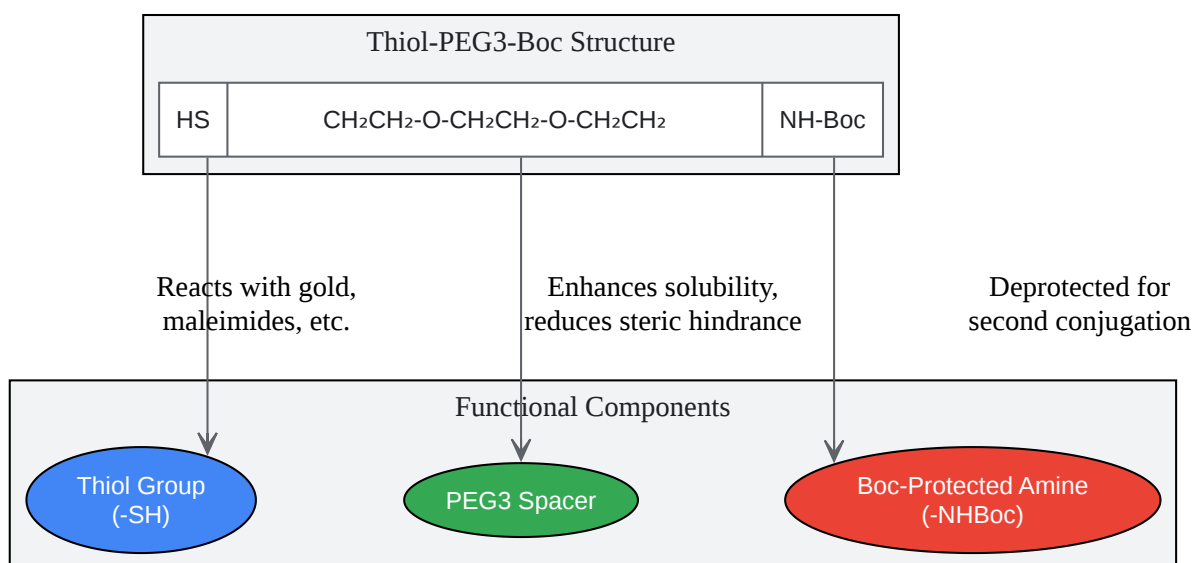 Thiol-PEG3-Boc Structure
HS
CH₂CH₂-O-CH₂CH₂-O-CH₂CH₂
NH-Boc
Reacts with gold,
maleimides, etc.
Enhances solubility,
reduces steric hindrance
Deprotected for
second conjugation
Functional Components
Thiol Group
(-SH)
PEG3 Spacer
Boc-Protected Amine
(-NHBoc)